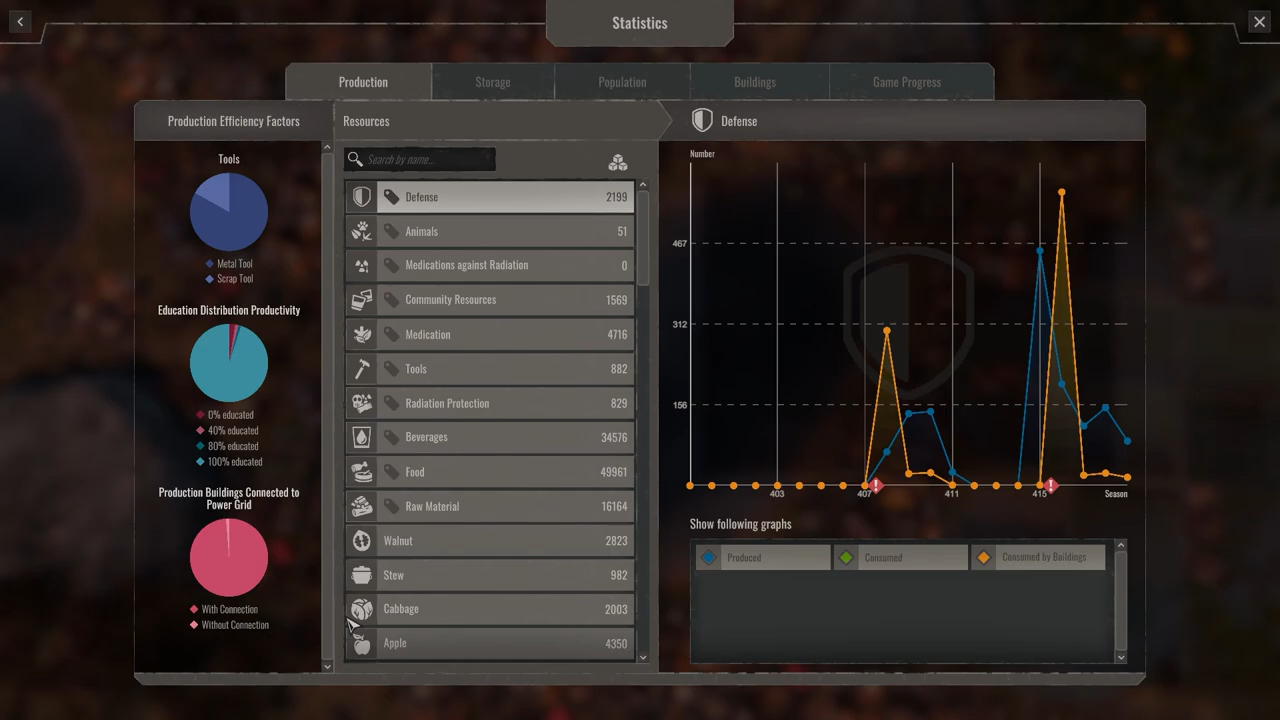 Statistics
Production
Storage
Population
Buildings
Game Progress
Production Efficiency Factors
Tools
Metal Tool
Scrap Tool
Education Distribution Productivity
0% educated
40% educated
80% educated
100% educated
Production Buildings Connected to
Power Grid
With Connection
Without Connection
Resources
Search by name...
Defense 2199
Animals 51
Medications against Radiation 0
Community Resources 1569
Medication 4716
Tools 882
Radiation Protection 829
Beverages 34576
Food 49961
Raw Material 16164
Walnut 2823
Stew 982
Cabbage 2003
Apple 4350
Defense
Number
467
312
156
403 407 411 415 Season
Show following graphs
Produced
Consumed
Consumed by Buildings